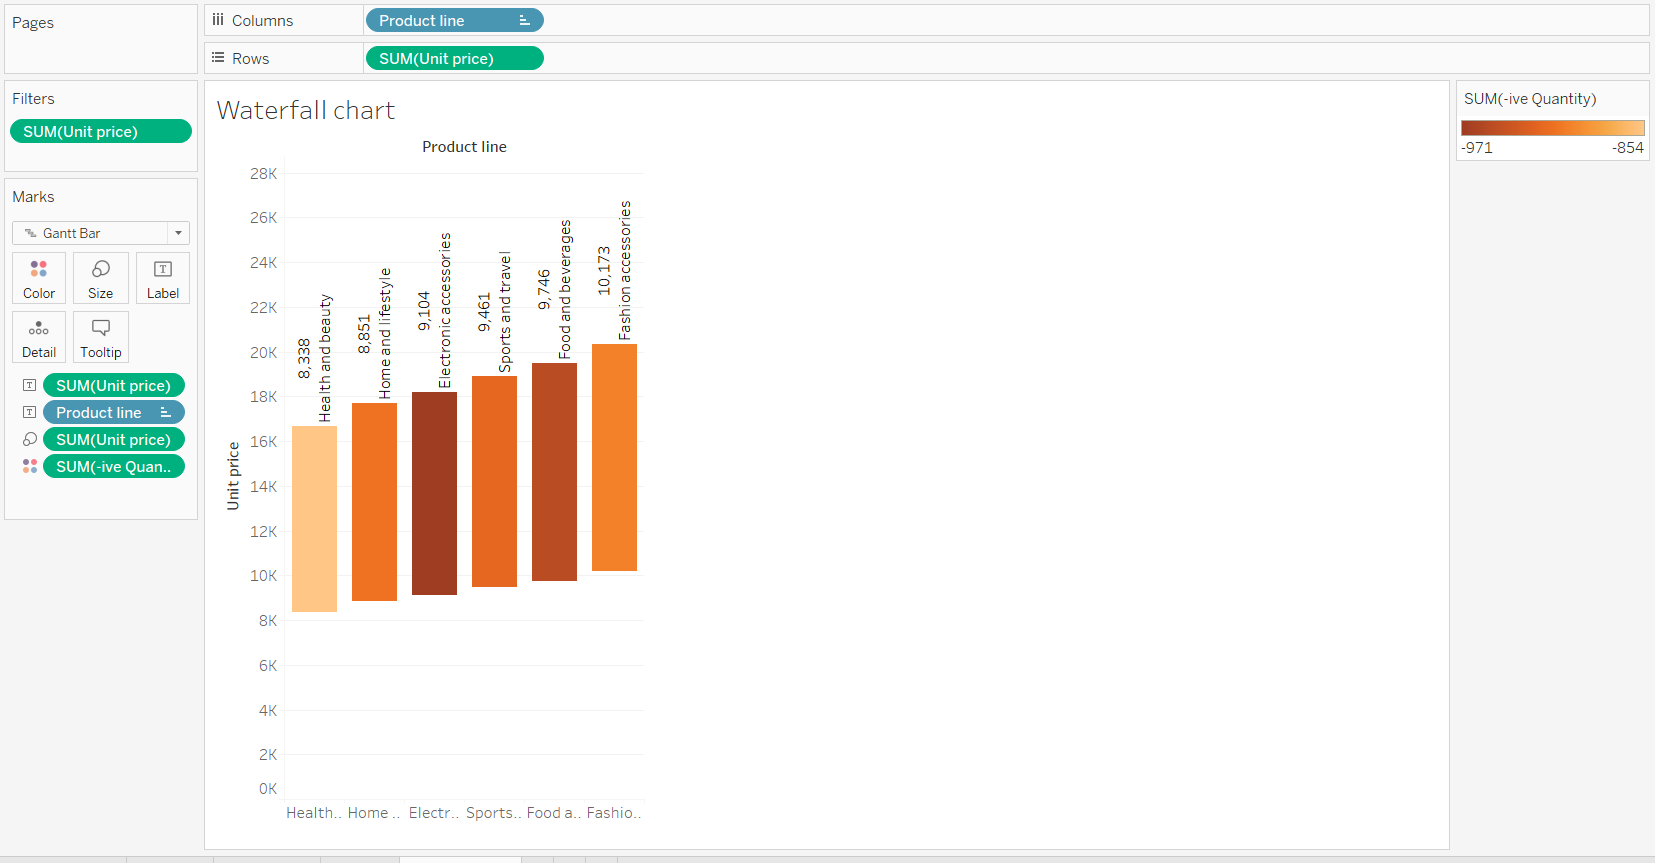 Pages
Columns
Product line
Rows
SUM(Unit price)
Filters
SUM(Unit price)
Marks
Gantt Bar
Color
Size
T
Label
Detail
Tooltip
T SUM(Unit price)
T Product line
SUM(Unit price)
SUM(-ive Quan..
Waterfall chart
Product line
Unit price
28K
26K
24K
22K
20K
18K
16K
14K
12K
10K
8K
6K
4K
2K
0K
8,338
Health and beauty
8,851
Home and lifestyle
9,104
Electronic accessories
9,461
Sports and travel
9,746
Food and beverages
10,173
Fashion accessories
Health.. Home .. Electr.. Sports.. Food a.. Fashio..
SUM(-ive Quantity)
-971 -854